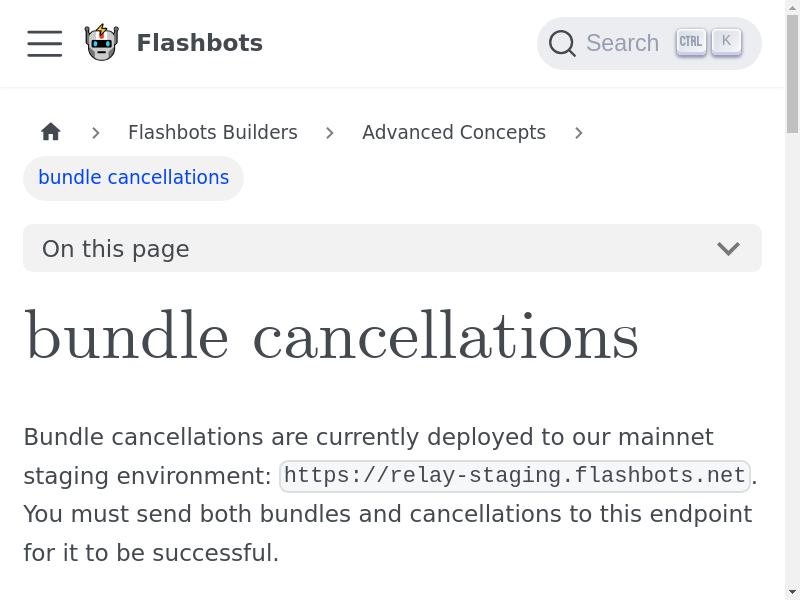 Flashbots
Search CTRL K
Flashbots Builders Advanced Concepts
bundle cancellations
On this page
bundle cancellations
Bundle cancellations are currently deployed to our mainnet
staging environment: https://relay-staging.flashbots.net.
You must send both bundles and cancellations to this endpoint
for it to be successful.